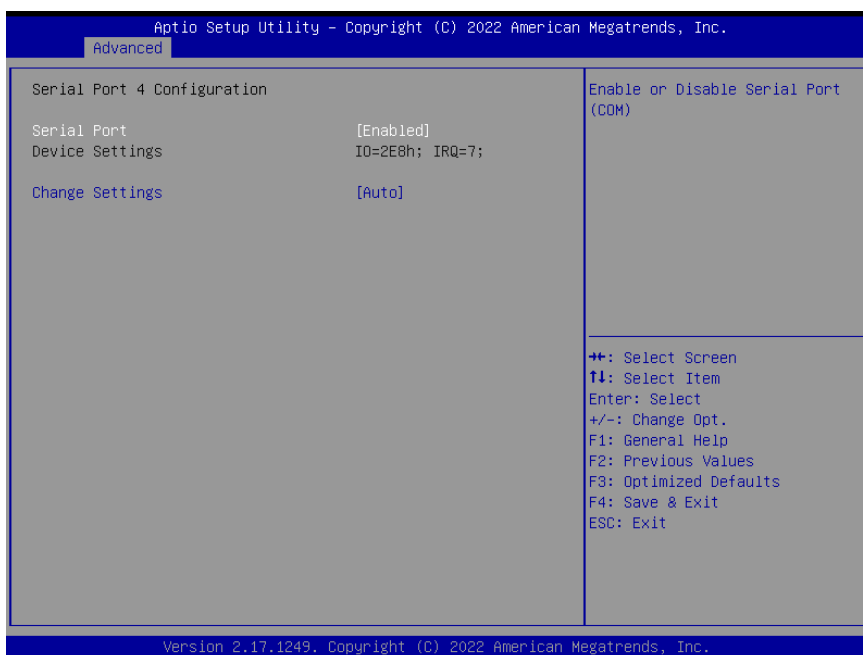 Aptio Setup Utility – Copyright (C) 2022 American Megatrends, Inc.
Advanced
Serial Port 4 Configuration
Serial Port [Enabled]
Device Settings IO=2E8h; IRQ=7;
Change Settings [Auto]
Enable or Disable Serial Port
(COM)
→←: Select Screen
↑↓: Select Item
Enter: Select
+/-: Change Opt.
F1: General Help
F2: Previous Values
F3: Optimized Defaults
F4: Save & Exit
ESC: Exit
Version 2.17.1249. Copyright (C) 2022 American Megatrends, Inc.